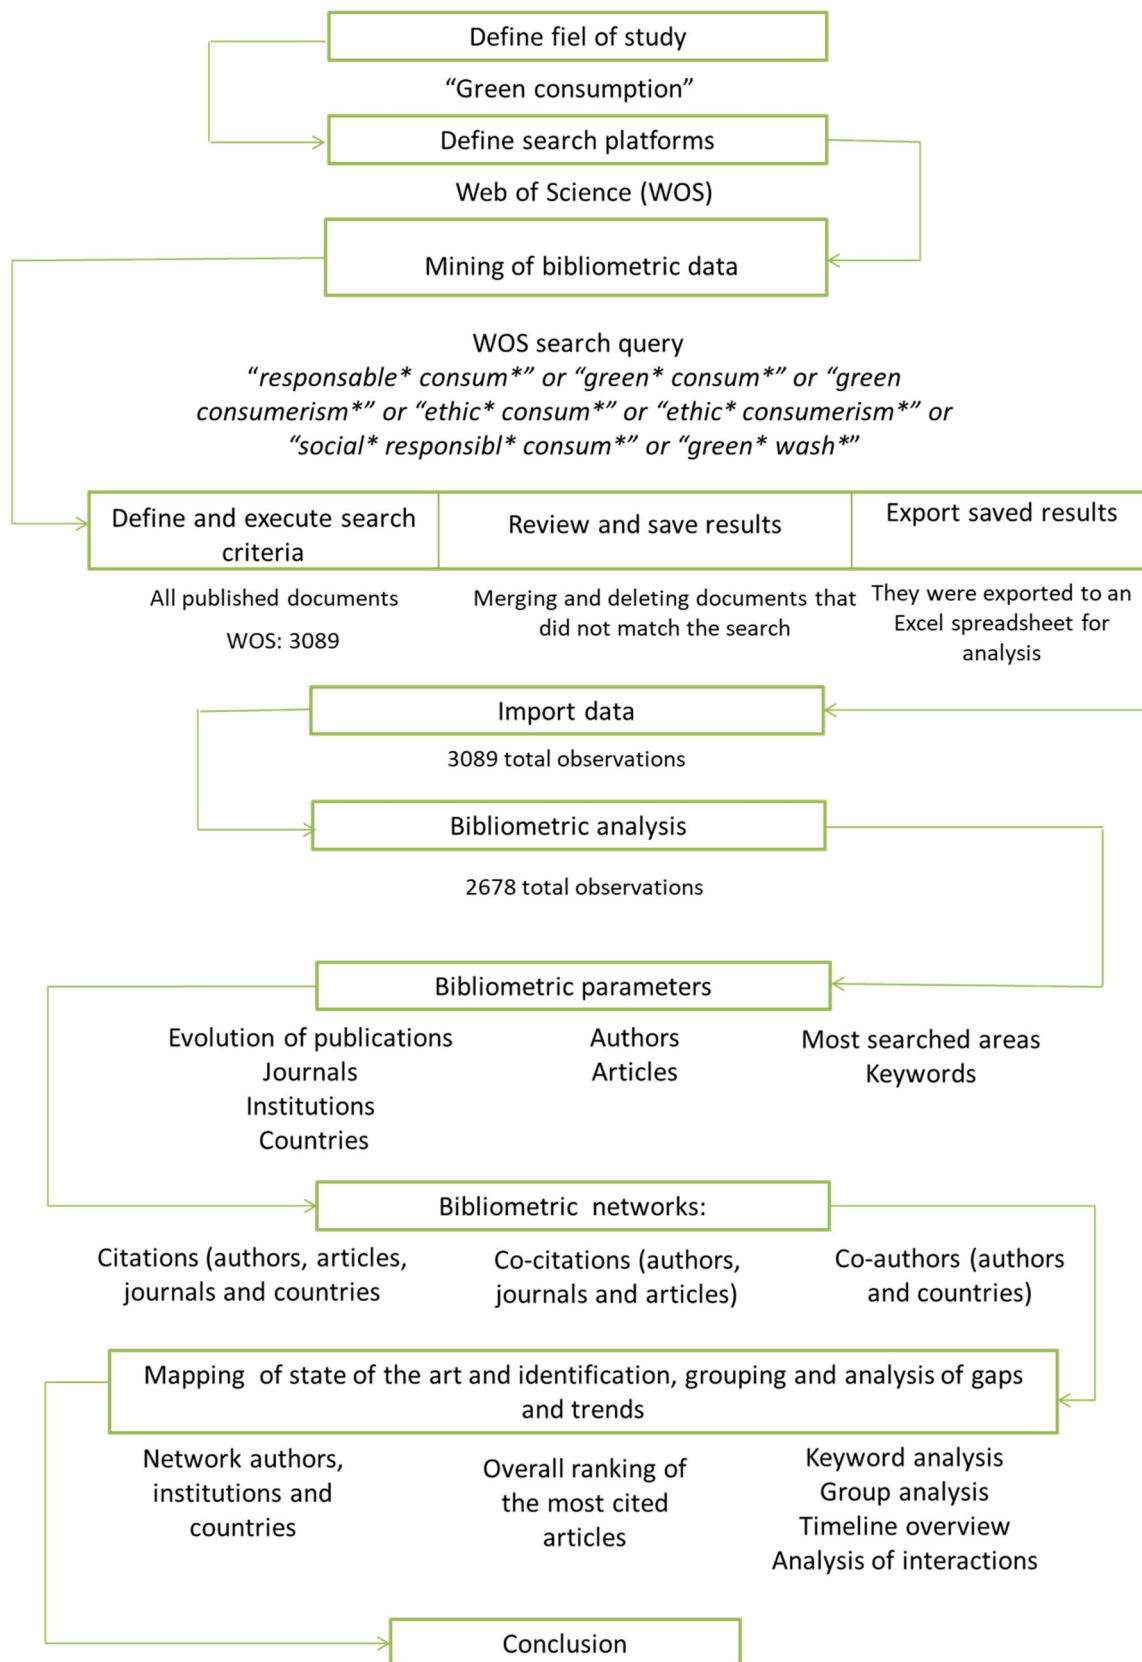 Define fiel of study
“Green consumption”
Define search platforms
Web of Science (WOS)
Mining of bibliometric data
WOS search query
“responsable* consum*” or “green* consum*” or “green
consumerism*” or “ethic* consum*” or “ethic* consumerism*” or
“social* responsibl* consum*” or “green* wash*”
Define and execute search
criteria
Review and save results
Export saved results
All published documents
WOS: 3089
Merging and deleting documents that
did not match the search
They were exported to an
Excel spreadsheet for
analysis
Import data
3089 total observations
Bibliometric analysis
2678 total observations
Bibliometric parameters
Evolution of publications
Journals
Institutions
Countries
Authors
Articles
Most searched areas
Keywords
Bibliometric networks:
Citations (authors, articles,
journals and countries
Co-citations (authors,
journals and articles)
Co-authors (authors
and countries)
Mapping of state of the art and identification, grouping and analysis of gaps
and trends
Network authors,
institutions and
countries
Overall ranking of
the most cited
articles
Keyword analysis
Group analysis
Timeline overview
Analysis of interactions
Conclusion